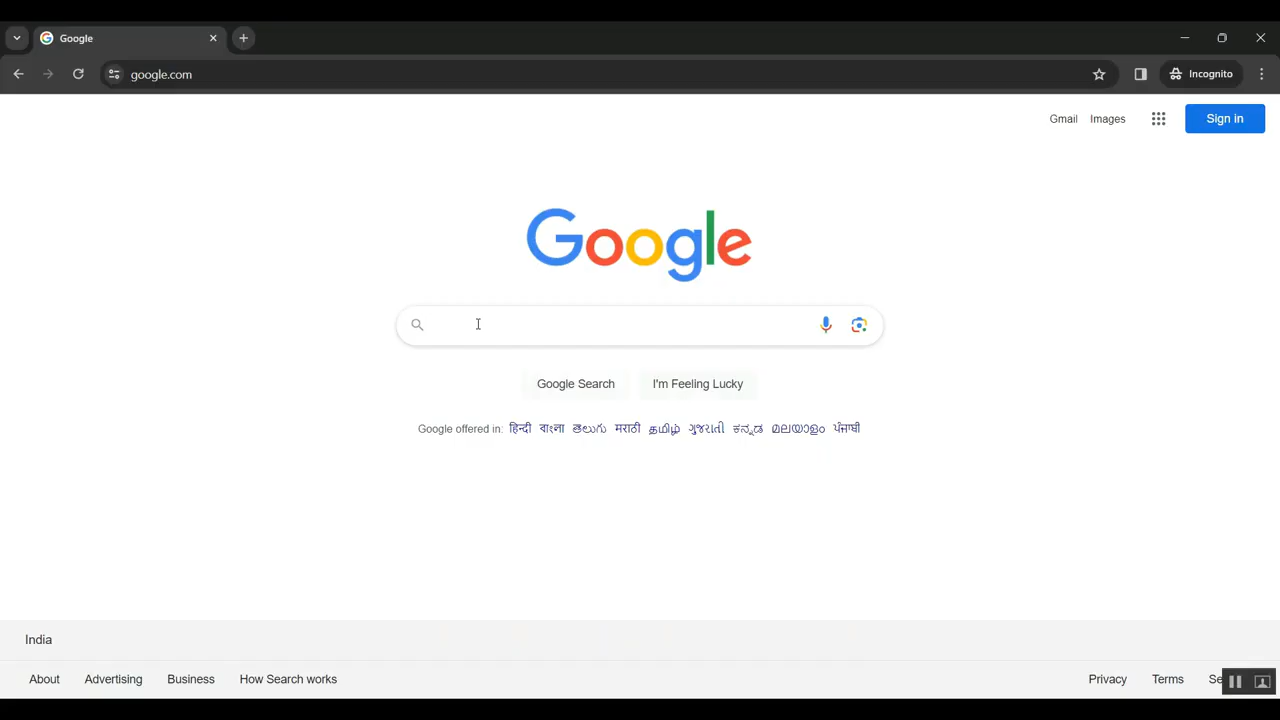 Google
google.com
Incognito
Gmail Images Sign in
Google
Google Search I'm Feeling Lucky
Google offered in: हिन्दी বাংলা తెలుగు मराठी தமிழ் ગુજરાતી ಕನ್ನಡ മലയാളം ਪੰਜਾਬੀ
India
About Advertising Business How Search works Privacy Terms Se